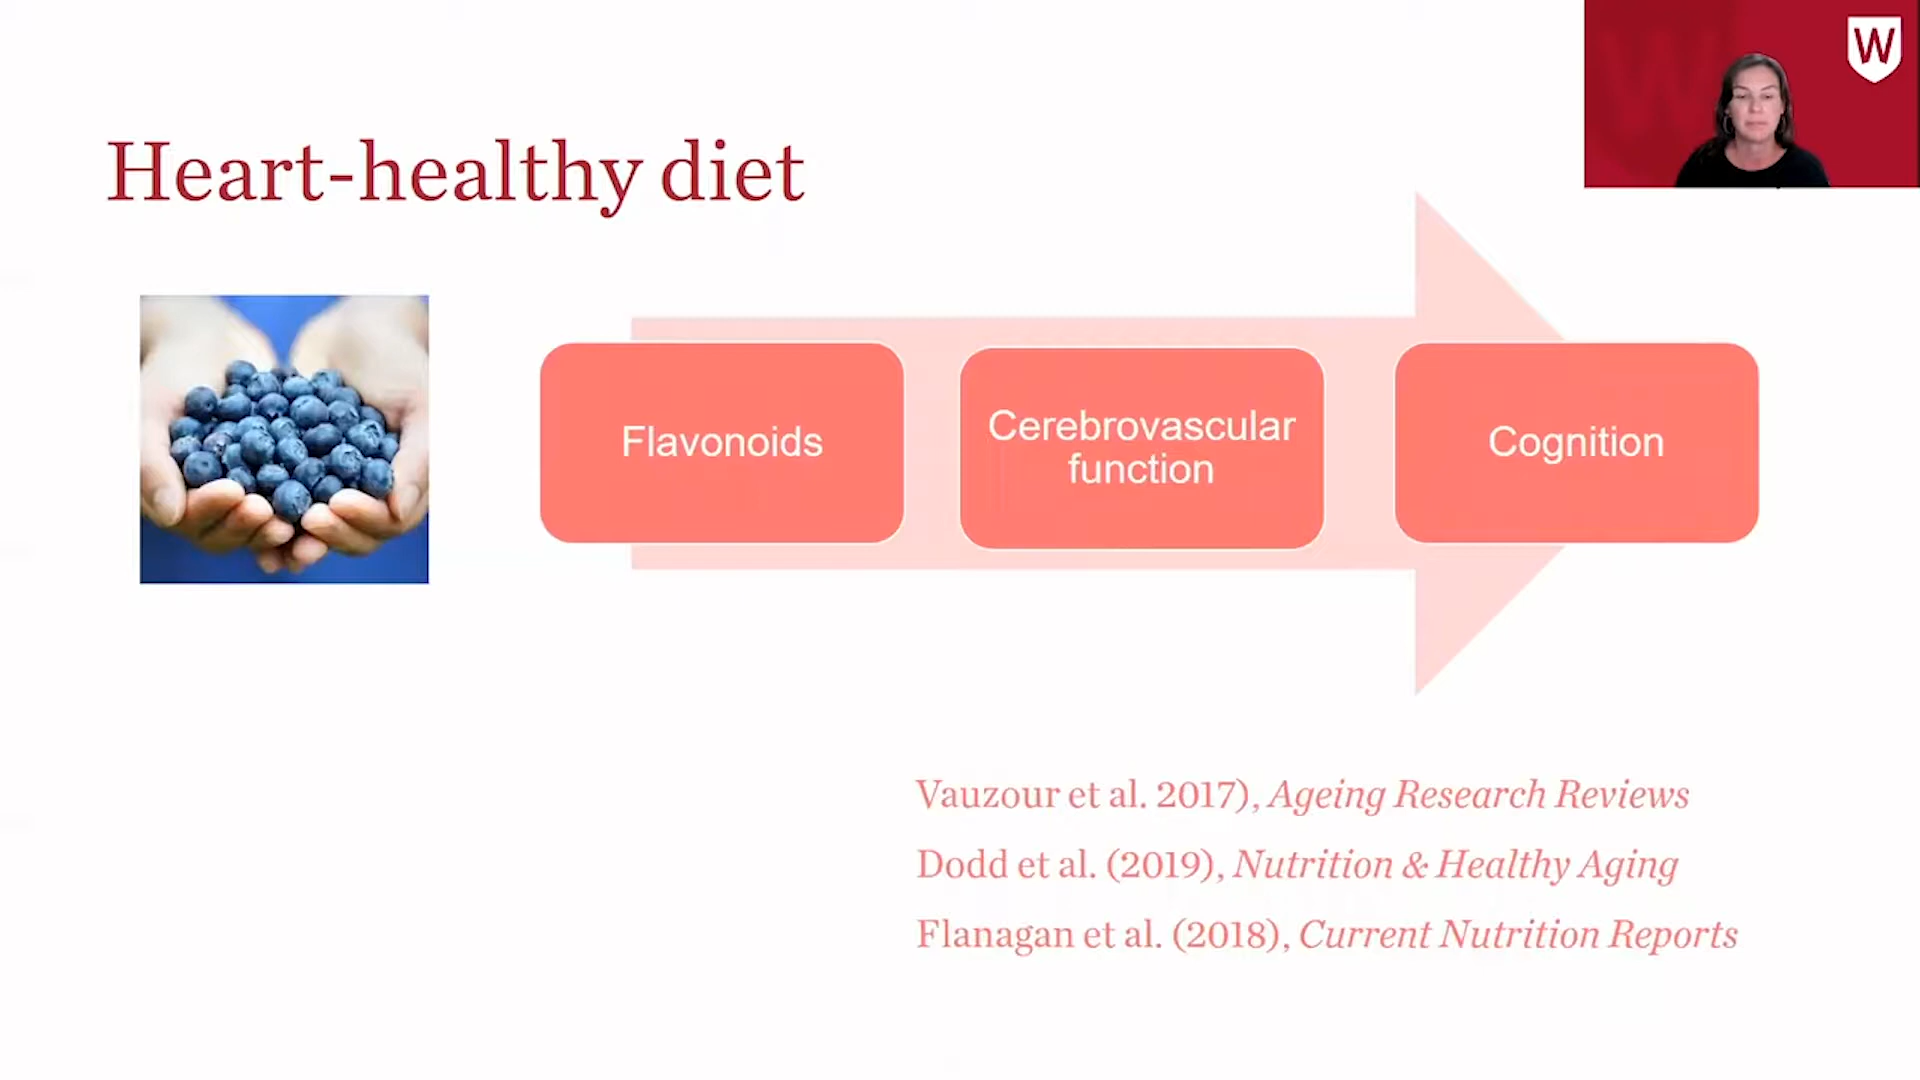 W
Heart-healthy diet
Flavonoids
Cerebrovascular
function
Cognition
Vauzour et al. 2017), Ageing Research Reviews
Dodd et al. (2019), Nutrition & Healthy Aging
Flanagan et al. (2018), Current Nutrition Reports